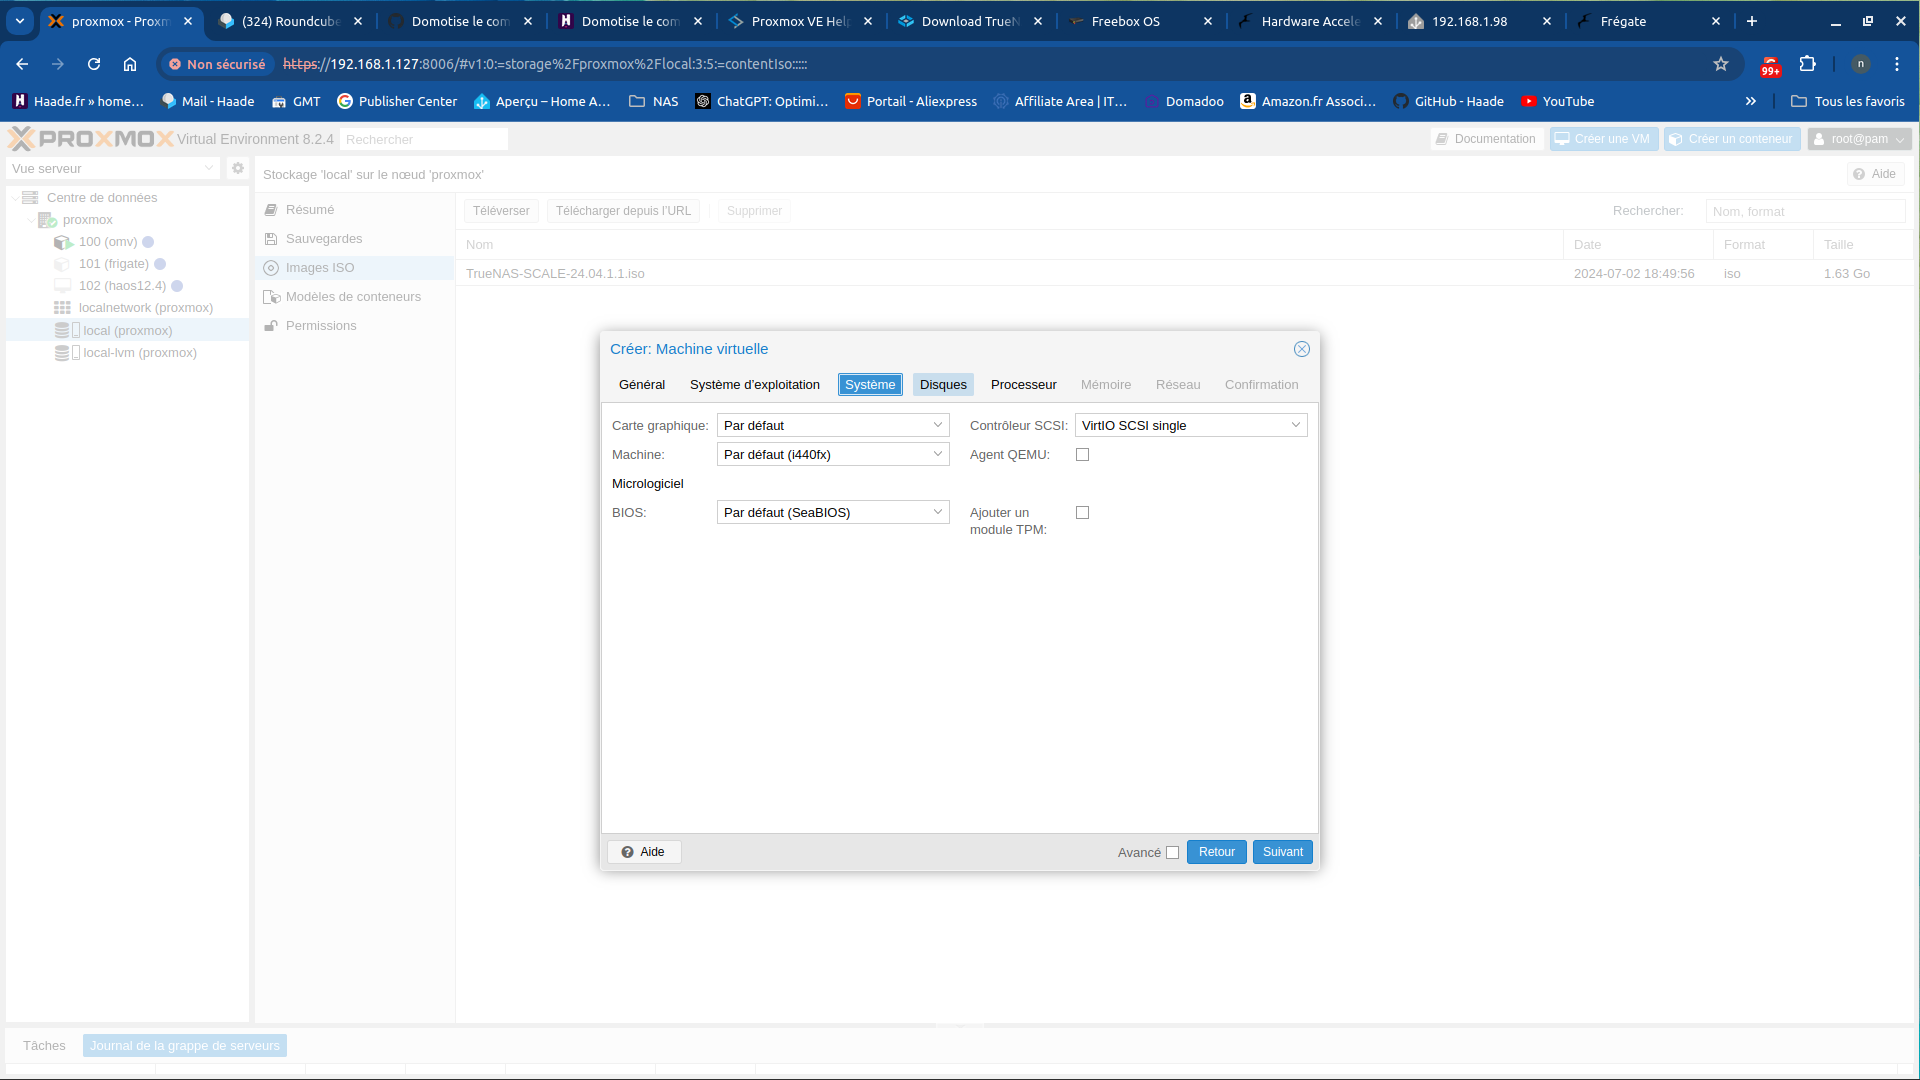 proxmox - Proxm
(324) Roundcube
Domotise le com
Domotise le com
Proxmox VE Help
Download TrueN
Freebox OS
Hardware Accele
192.168.1.98
Frégate
Non sécurisé
https://192.168.1.127:8006/#v1:0:=storage%2Fproxmox%2Flocal:3:5:=contentIso:::::
99+
n
Haade.fr » home…
Mail - Haade
GMT
Publisher Center
Aperçu – Home A…
NAS
ChatGPT: Optimi…
Portail - Aliexpress
Affiliate Area | IT…
Domadoo
Amazon.fr Associ…
GitHub - Haade
YouTube
Tous les favoris
PROXMOX Virtual Environment 8.2.4
Rechercher
Documentation
Créer une VM
Créer un conteneur
root@pam
Vue serveur
Stockage 'local' sur le nœud 'proxmox'
Aide
Centre de données
proxmox
100 (omv)
101 (frigate)
102 (haos12.4)
localnetwork (proxmox)
local (proxmox)
local-lvm (proxmox)
Résumé
Sauvegardes
Images ISO
Modèles de conteneurs
Permissions
Téléverser
Télécharger depuis l'URL
Supprimer
Rechercher:
Nom, format
Nom
Date
Format
Taille
TrueNAS-SCALE-24.04.1.1.iso
2024-07-02 18:49:56
iso
1.63 Go
Créer: Machine virtuelle
Général
Système d’exploitation
Système
Disques
Processeur
Mémoire
Réseau
Confirmation
Carte graphique:
Par défaut
Contrôleur SCSI:
VirtIO SCSI single
Machine:
Par défaut (i440fx)
Agent QEMU:
Micrologiciel
BIOS:
Par défaut (SeaBIOS)
Ajouter un
module TPM:
Aide
Avancé
Retour
Suivant
Tâches
Journal de la grappe de serveurs